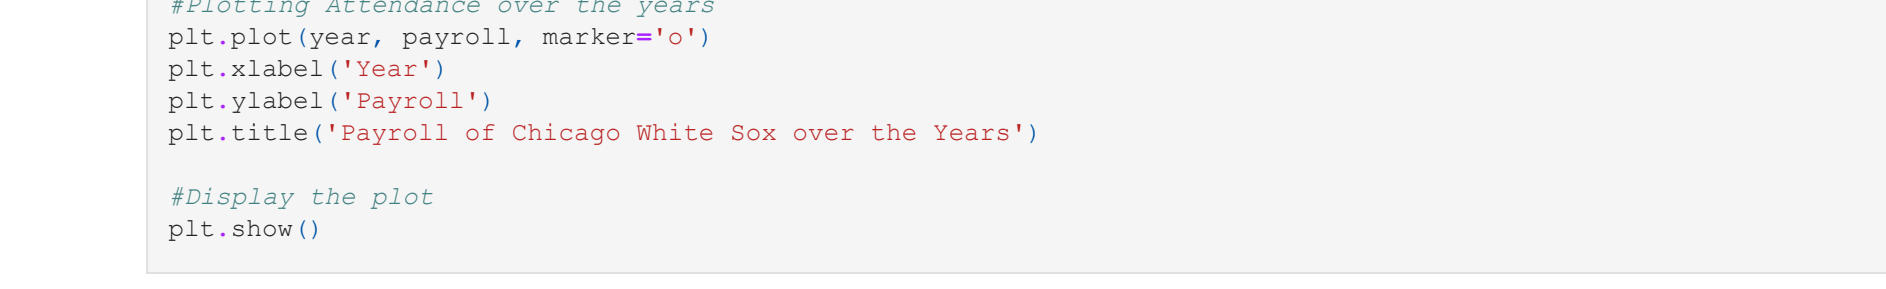 #Plotting Attendance over the years
plt.plot(year, payroll, marker='o')
plt.xlabel('Year')
plt.ylabel('Payroll')
plt.title('Payroll of Chicago White Sox over the Years')
#Display the plot
plt.show()